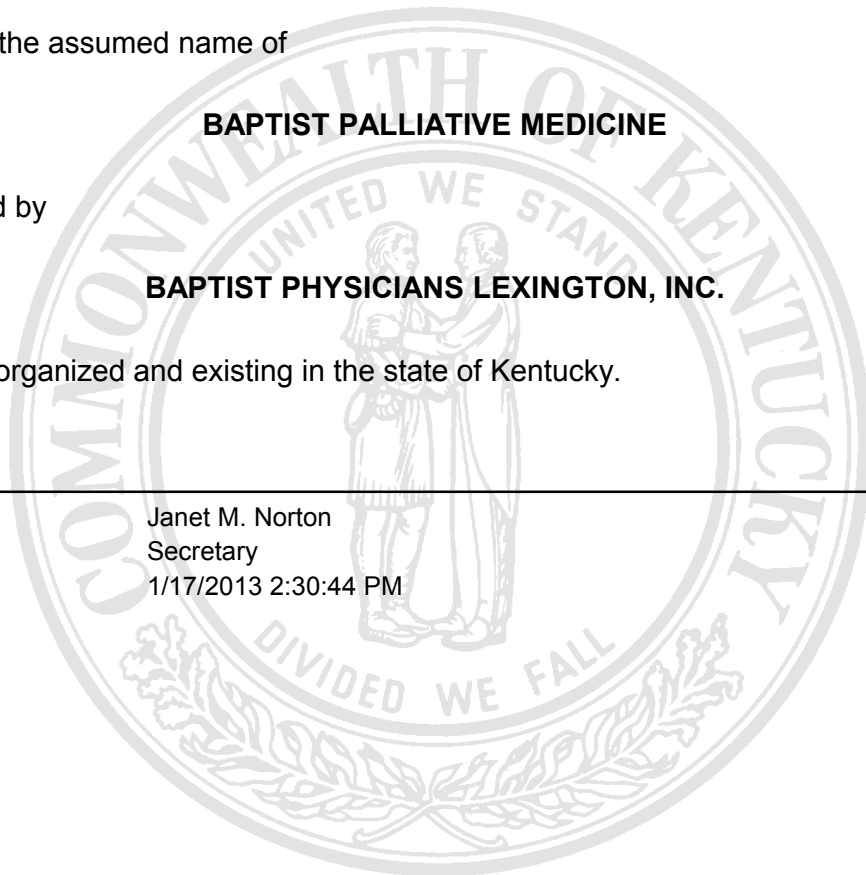 the assumed name of
BAPTIST PALLIATIVE MEDICINE
d by
BAPTIST PHYSICIANS LEXINGTON, INC.
organized and existing in the state of Kentucky.
Janet M. Norton
Secretary
1/17/2013 2:30:44 PM
COMMONWEALTH OF KENTUCKY
UNITED WE STAND
DIVIDED WE FALL